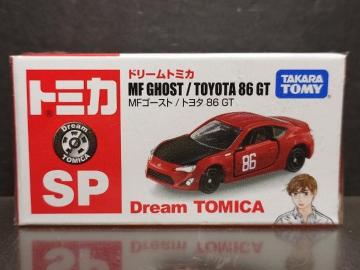 トミカ
Dream
TOMICA
SP
ドリームトミカ
MF GHOST / TOYOTA 86 GT
MFゴースト / トヨタ 86 GT
TAKARA
TOMY
86
Dream TOMICA